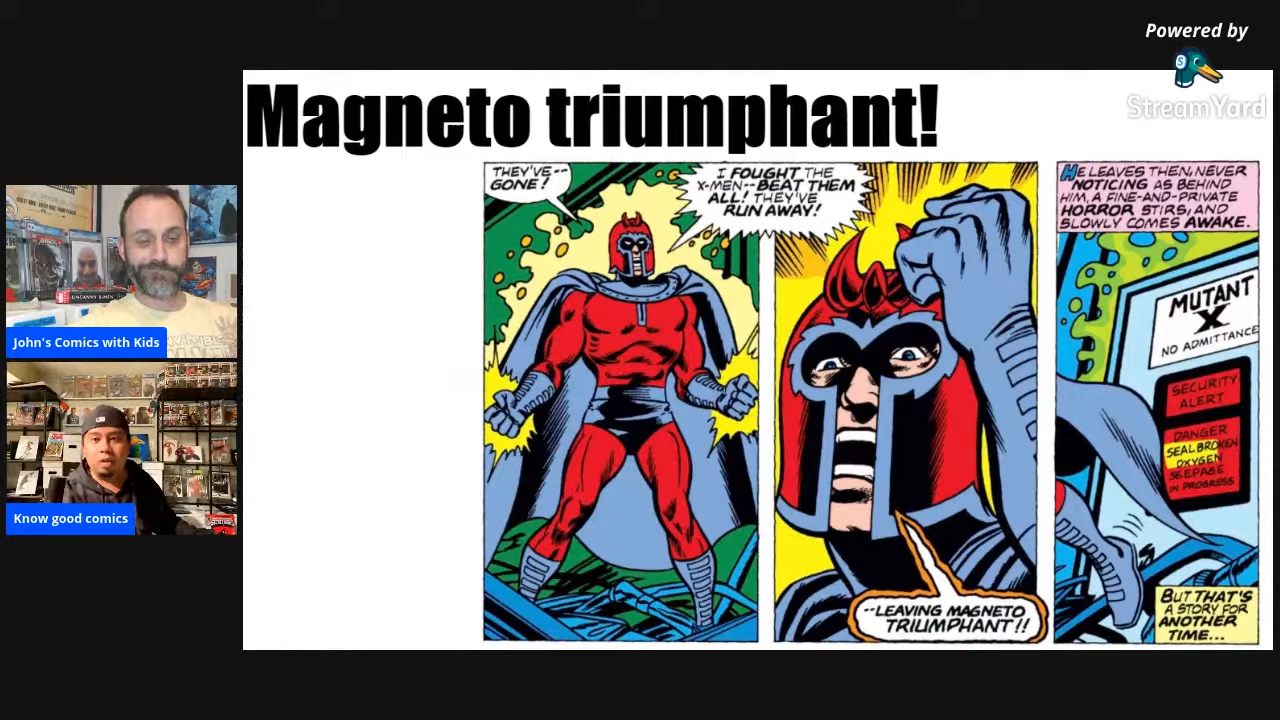 Powered by
StreamYard
Magneto triumphant!
THEY'VE--
GONE!
I FOUGHT THE
X-MEN--BEAT THEM
ALL! THEY'VE
RUN AWAY!
--LEAVING MAGNETO
TRIUMPHANT!!
HE LEAVES THEN, NEVER
NOTICING AS BEHIND
HIM, A FINE-AND-PRIVATE
HORROR STIRS, AND
SLOWLY COMES AWAKE.
MUTANT
X
NO ADMITTANCE
SECURITY
ALERT
DANGER
SEAL BROKEN
OXYGEN
SEEPAGE
IN PROGRESS
BUT THAT'S
A STORY FOR
ANOTHER
TIME...
UNCANNY X-MEN
John's Comics with Kids
Know good comics